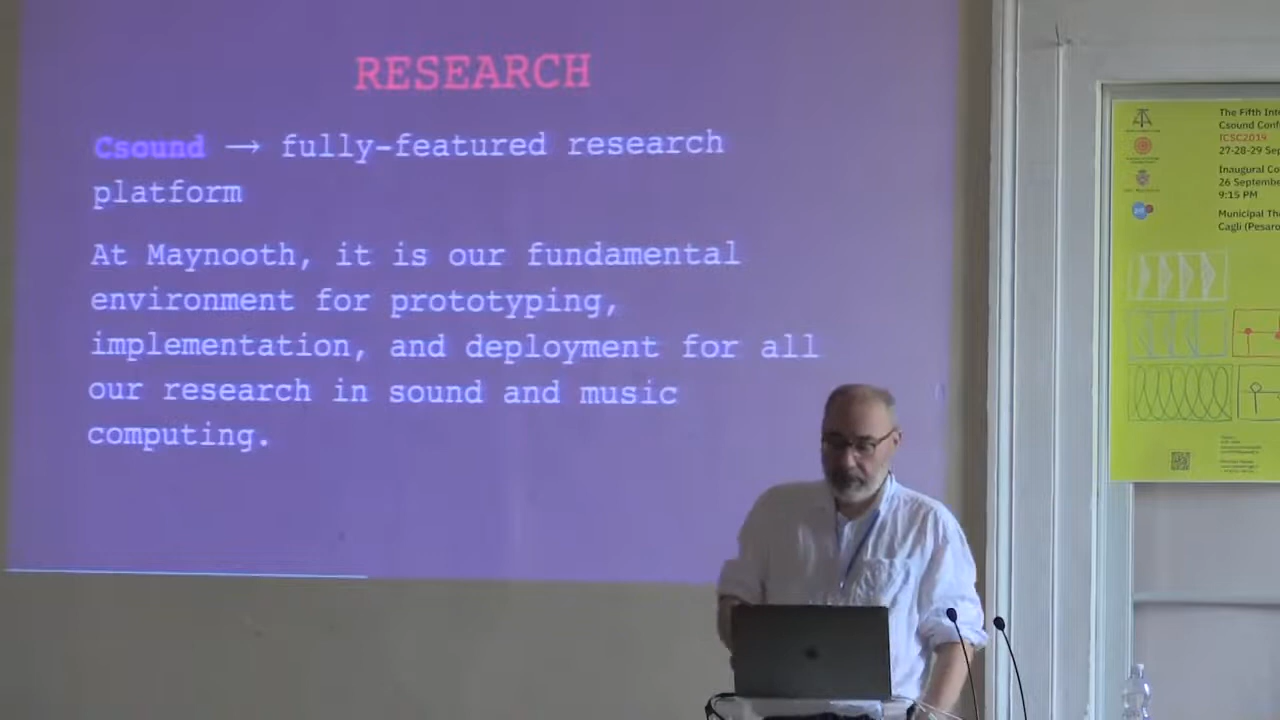 RESEARCH
Csound → fully-featured research
platform
At Maynooth, it is our fundamental
environment for prototyping,
implementation, and deployment for all
our research in sound and music
computing.
The Fifth Int
Csound Conf
ICSC2019
27-28-29 Sep
Inaugural Co
26 Septembe
9:15 PM
Municipal The
Cagli (Pesaro